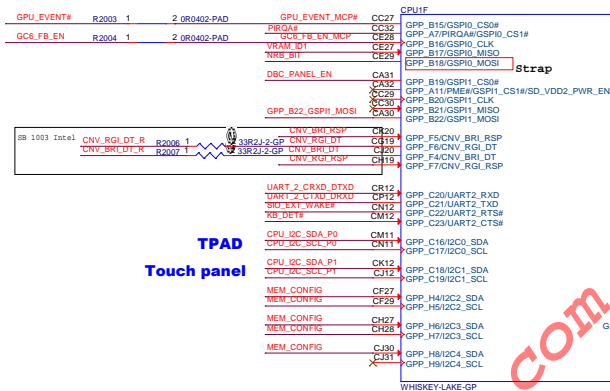 CPU1F
GPU_EVENT# R2003 1 2 0R0402-PAD GPU_EVENT_MCP# CC27 GPP_B15/GSPI0_CS0#
PIRQA# CC32 GPP_A7/PIRQA#/GSPI0_CS1#
GC6_FB_EN R2004 1 2 0R0402-PAD GC6_FB_EN_MCP CE28 GPP_B16/GSPI0_CLK
VRAM_ID1 CE27 GPP_B17/GSPI0_MISO
NRB_BIT CE29 GPP_B18/GSPI0_MOSI
Strap
DBC_PANEL_EN CA31 GPP_B19/GSPI1_CS0#
CA32 GPP_A11/PME#/GSPI1_CS1#/SD_VDD2_PWR_EN
CC29 GPP_B20/GSPI1_CLK
CC30 GPP_B21/GSPI1_MISO
GPP_B22_GSPI1_MOSI CA30 GPP_B22/GSPI1_MOSI
SB 1003 Intel
CNV_BRI_RSP CK20 GPP_F5/CNV_BRI_RSP
CNV_RGI_DT_R R2006 1 33R2J-2-GP CNV_RGI_DT CG19 GPP_F6/CNV_RGI_DT
CNV_BRI_DT_R R2007 1 33R2J-2-GP CNV_BRI_DT CJ20 GPP_F4/CNV_BRI_DT
CNV_RGI_RSP CH19 GPP_F7/CNV_RGI_RSP
UART_2_CRXD_DTXD CR12 GPP_C20/UART2_RXD
UART_2_CTXD_DRXD CP12 GPP_C21/UART2_TXD
SIO_EXT_WAKE# CN12 GPP_C22/UART2_RTS#
KB_DET# CM12 GPP_C23/UART2_CTS#
TPAD
CPU_I2C_SDA_P0 CM11 GPP_C16/I2C0_SDA
CPU_I2C_SCL_P0 CN11 GPP_C17/I2C0_SCL
Touch panel
CPU_I2C_SDA_P1 CK12 GPP_C18/I2C1_SDA
CPU_I2C_SCL_P1 CJ12 GPP_C19/I2C1_SCL
MEM_CONFIG CF27 GPP_H4/I2C2_SDA
MEM_CONFIG CF29 GPP_H5/I2C2_SCL
MEM_CONFIG CH27 GPP_H6/I2C3_SDA
MEM_CONFIG CH28 GPP_H7/I2C3_SCL
MEM_CONFIG CJ30 GPP_H8/I2C4_SDA
CJ31 GPP_H9/I2C4_SCL
G
com
WHISKEY-LAKE-GP